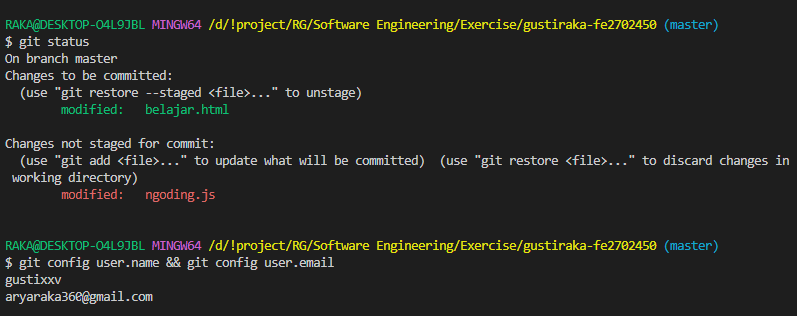 RAKA@DESKTOP-O4L9JBL MINGW64 /d/!project/RG/Software Engineering/Exercise/gustiraka-fe2702450 (master)
$ git status
On branch master
Changes to be committed:
  (use "git restore --staged <file>..." to unstage)
        modified:   belajar.html

Changes not staged for commit:
  (use "git add <file>..." to update what will be committed)  (use "git restore <file>..." to discard changes in
 working directory)
        modified:   ngoding.js

RAKA@DESKTOP-O4L9JBL MINGW64 /d/!project/RG/Software Engineering/Exercise/gustiraka-fe2702450 (master)
$ git config user.name && git config user.email
gustixxv
aryaraka360@gmail.com